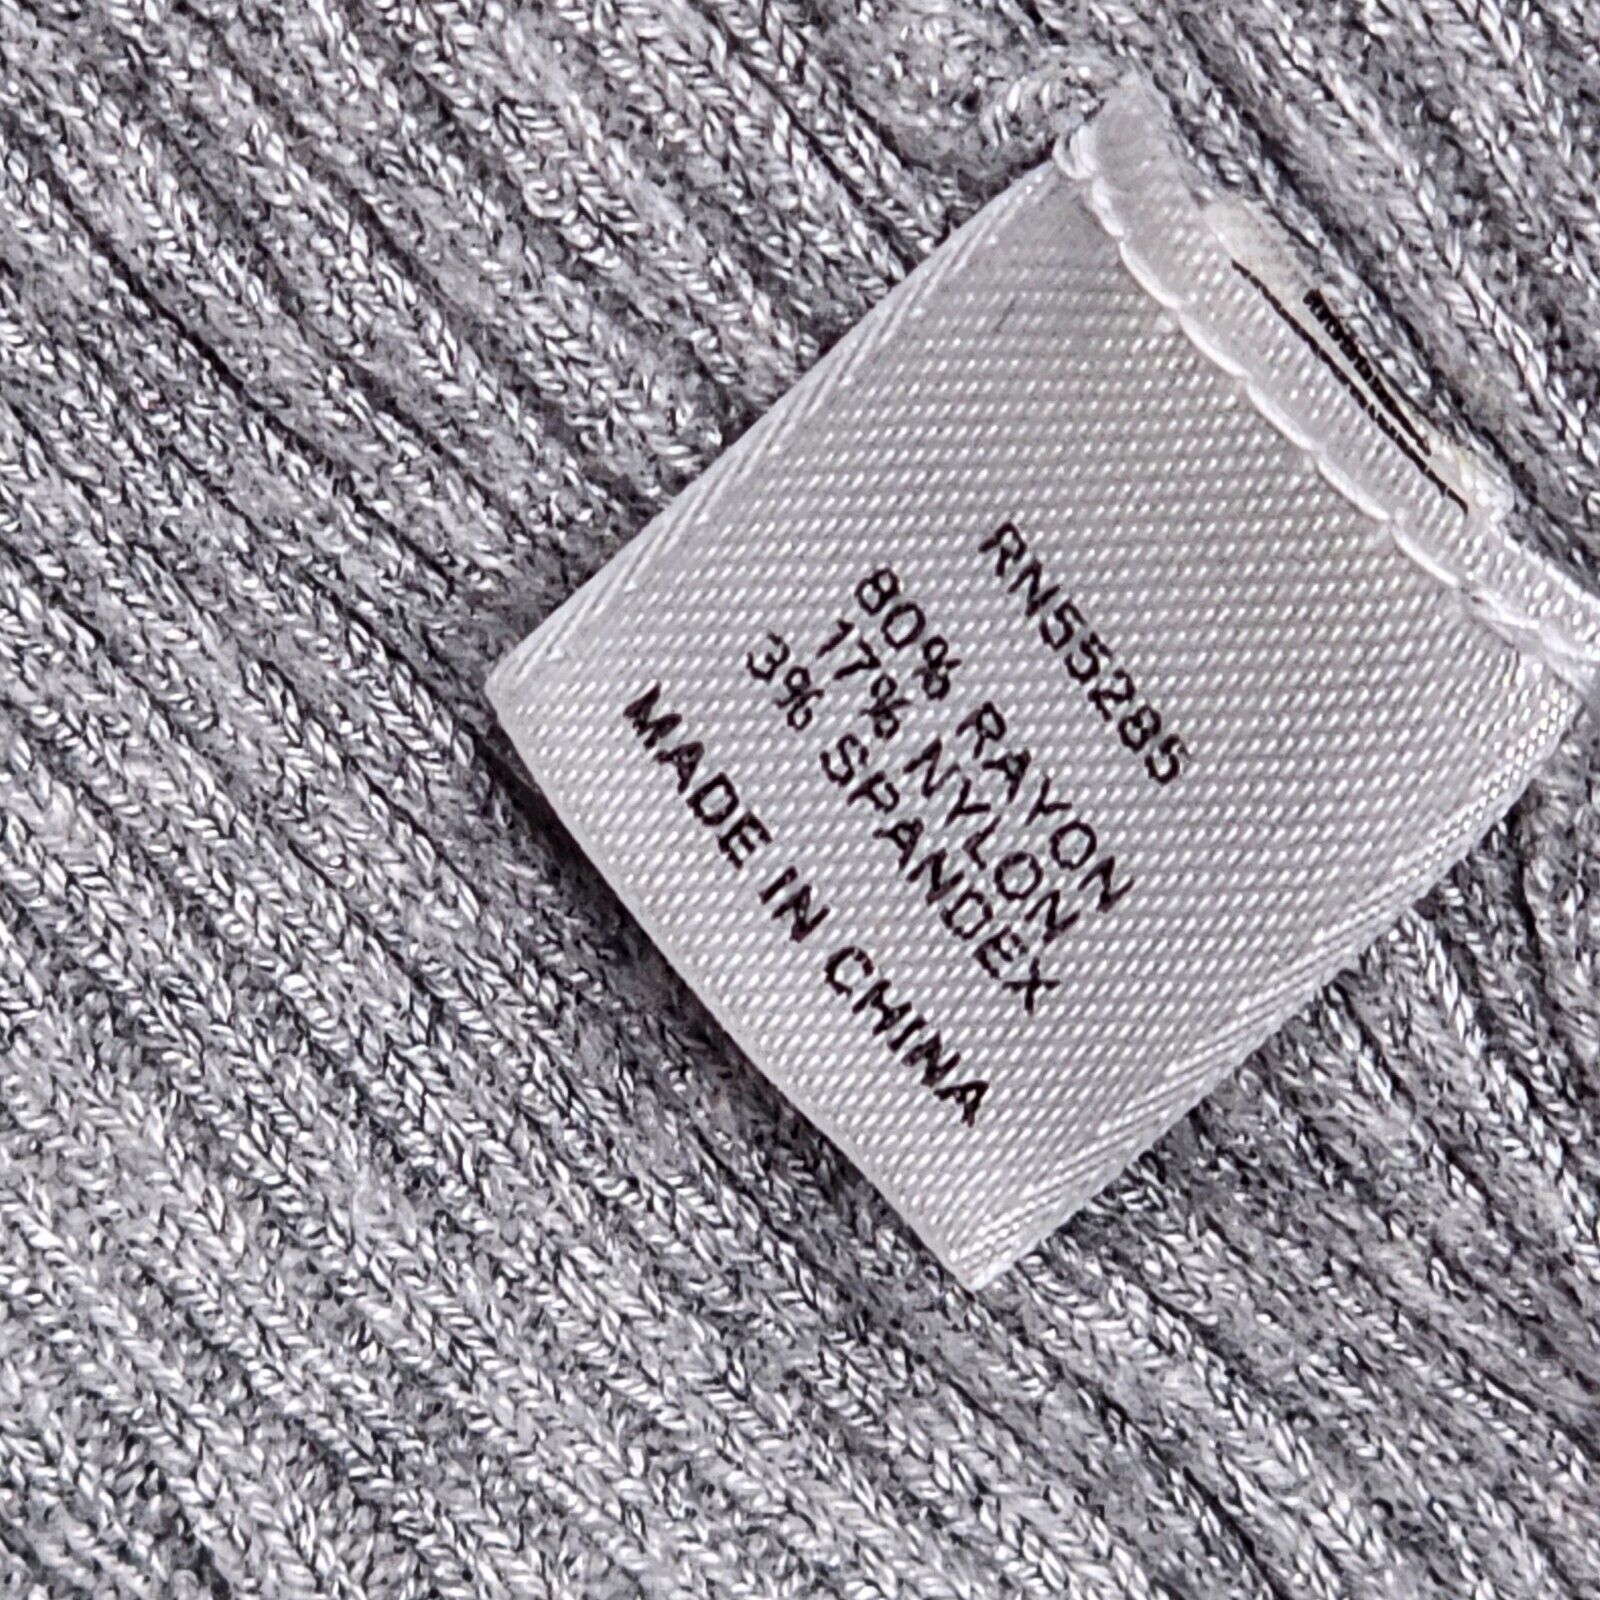 RN55285
80% RAYON
17% NYLON
3% SPANDEX
MADE IN CHINA